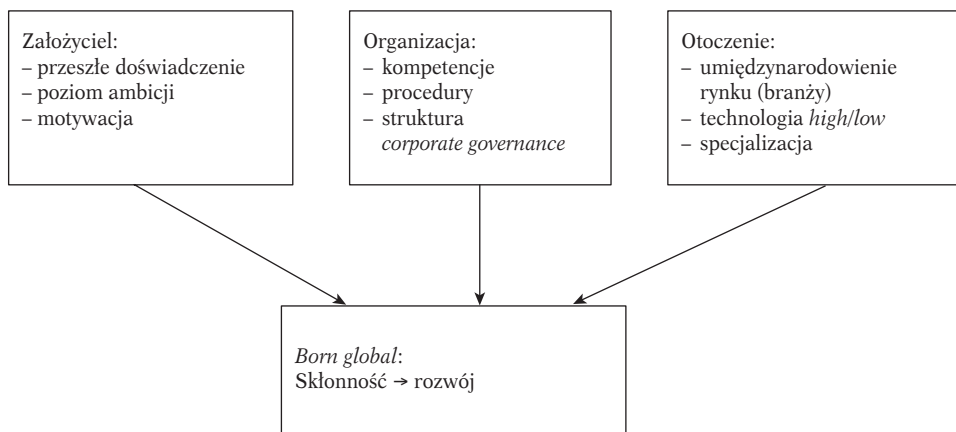 Założyciel:
– przeszłe doświadczenie
– poziom ambicji
– motywacja
Organizacja:
– kompetencje
– procedury
– struktura
corporate governance
Otoczenie:
– umiędzynarodowienie
rynku (branży)
– technologia high/low
– specjalizacja
Born global:
Skłonność → rozwój